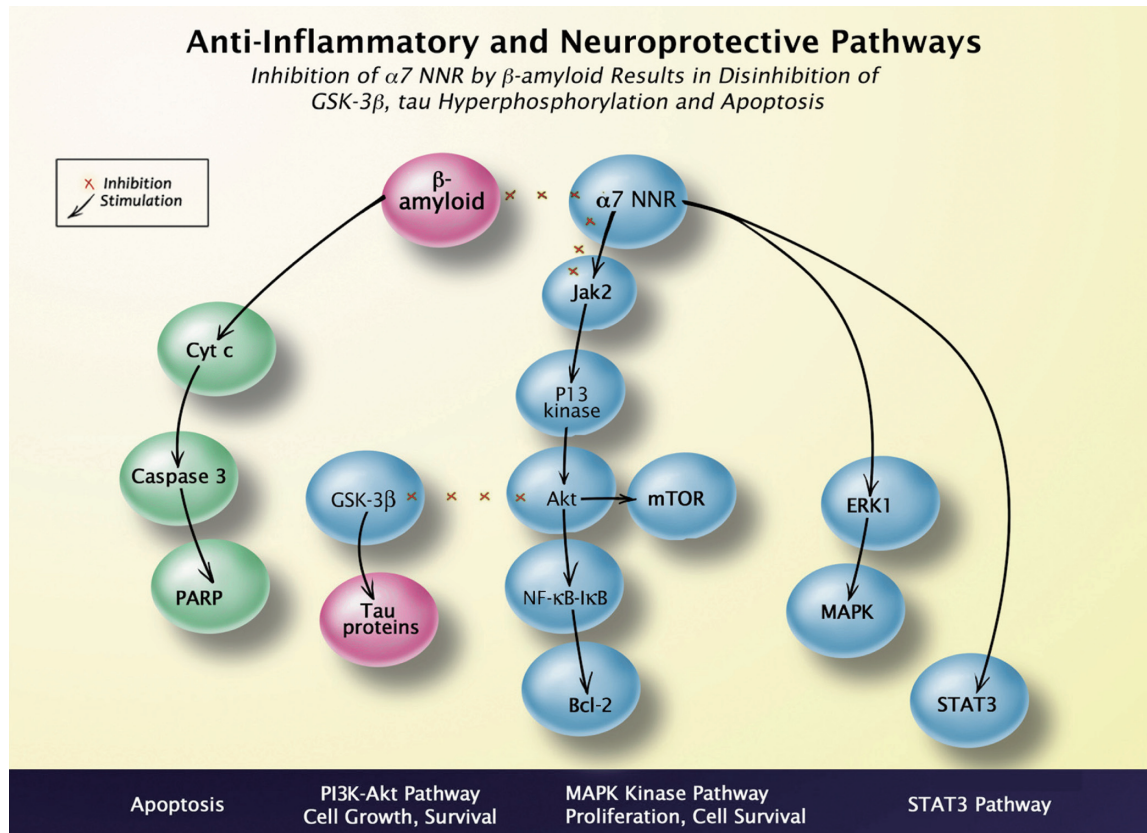 Anti-Inflammatory and Neuroprotective Pathways
Inhibition of α7 NNR by β-amyloid Results in Disinhibition of
GSK-3β, tau Hyperphosphorylation and Apoptosis
Inhibition
Stimulation
β-
amyloid
α7 NNR
Jak2
Cyt c
P13
kinase
Caspase 3
GSK-3β
Akt
mTOR
ERK1
PARP
Tau
proteins
NF-κB-IκB
MAPK
Bcl-2
STAT3
Apoptosis
PI3K-Akt Pathway
Cell Growth, Survival
MAPK Kinase Pathway
Proliferation, Cell Survival
STAT3 Pathway